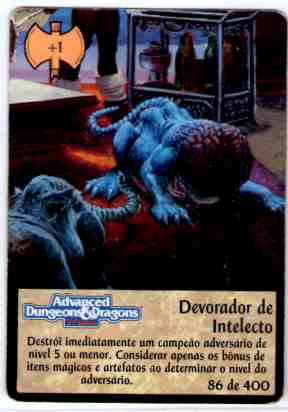 +1
Advanced
Dungeons&Dragons
Devorador de
Intelecto
Destrói imediatamente um campeão adversário de
nível 5 ou menor. Considerar apenas os bônus de
itens mágicos e artefatos ao determinar o nível do
adversário.
86 de 400